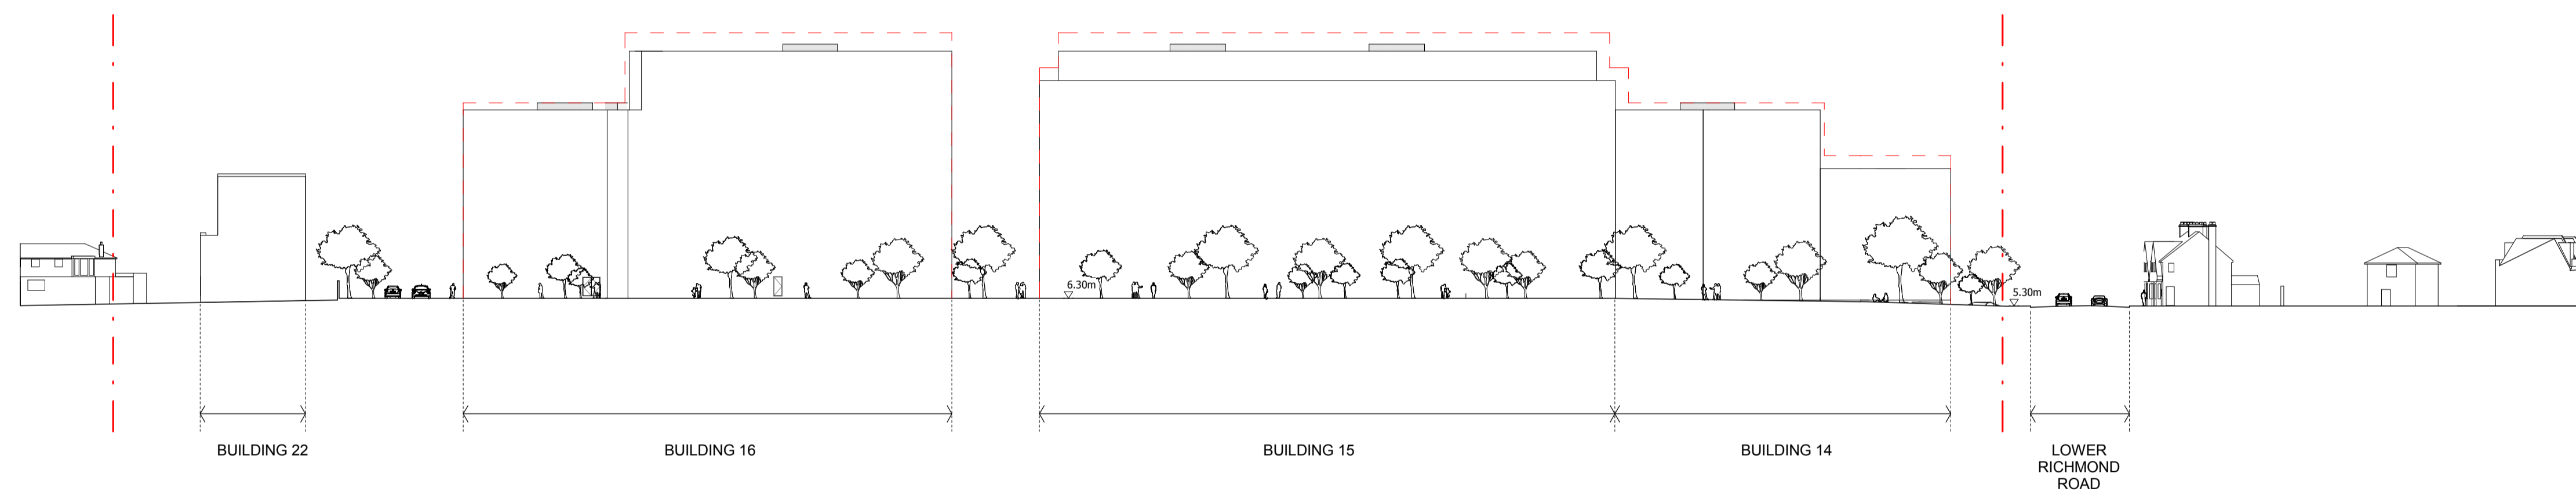 6.30m
5.30m
BUILDING 22
BUILDING 16
BUILDING 15
BUILDING 14
LOWER
RICHMOND
ROAD